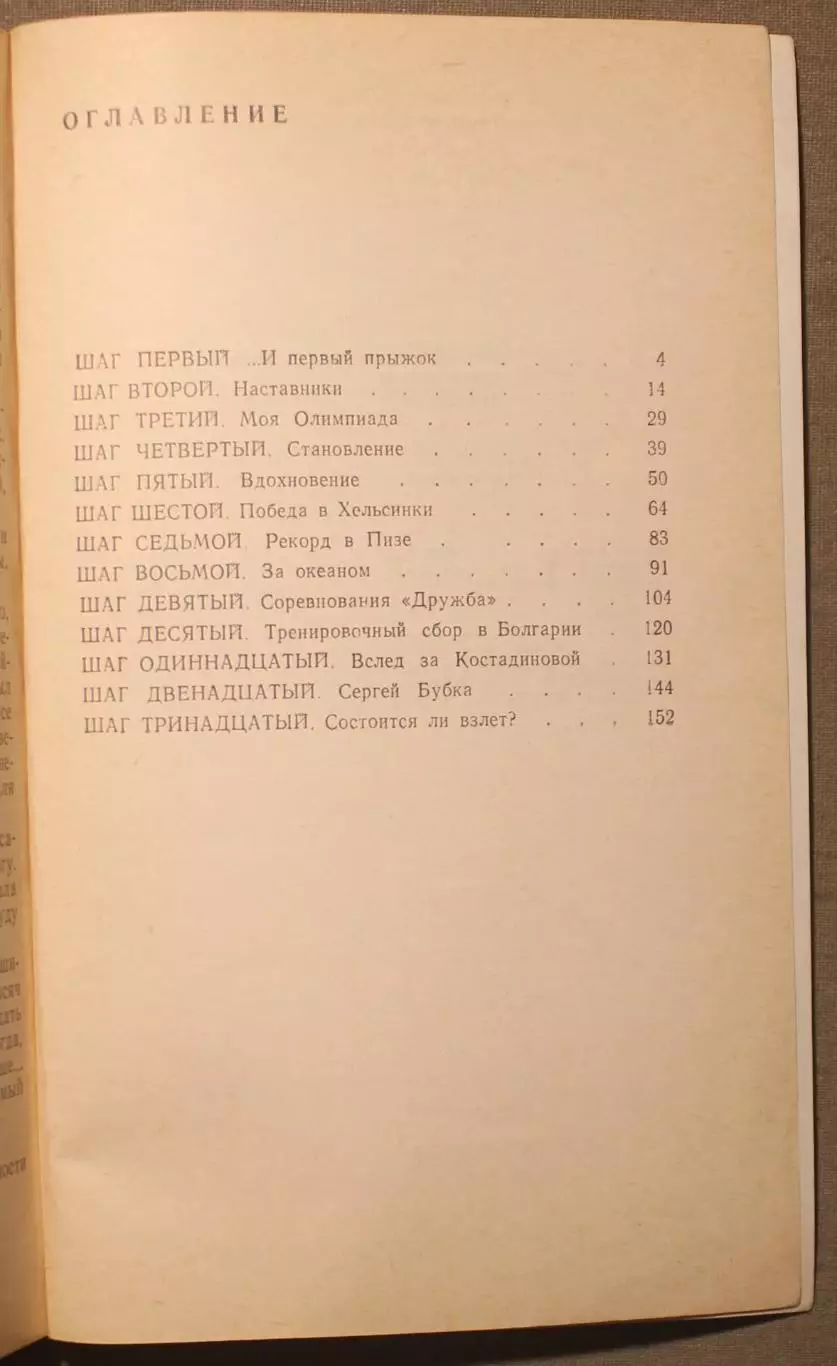 ОГЛАВЛЕНИЕ
ШАГ ПЕРВЫЙ ...И первый прыжок . . . . . 4
ШАГ ВТОРОЙ. Наставники . . . . . . . . 14
ШАГ ТРЕТИЙ. Моя Олимпиада . . . . . . 29
ШАГ ЧЕТВЕРТЫЙ. Становление . . . . . . 39
ШАГ ПЯТЫЙ. Вдохновение . . . . . . . 50
ШАГ ШЕСТОЙ. Победа в Хельсинки . . . . . 64
ШАГ СЕДЬМОЙ. Рекорд в Пизе . . . . . 83
ШАГ ВОСЬМОЙ. За океаном . . . . . . . 91
ШАГ ДЕВЯТЫЙ. Соревнования «Дружба» . . . . 104
ШАГ ДЕСЯТЫЙ. Тренировочный сбор в Болгарии . 120
ШАГ ОДИННАДЦАТЫЙ. Вслед за Костадиновой . 131
ШАГ ДВЕНАДЦАТЫЙ. Сергей Бубка . . . . 144
ШАГ ТРИНАДЦАТЫЙ. Состоится ли взлет? . . . 152